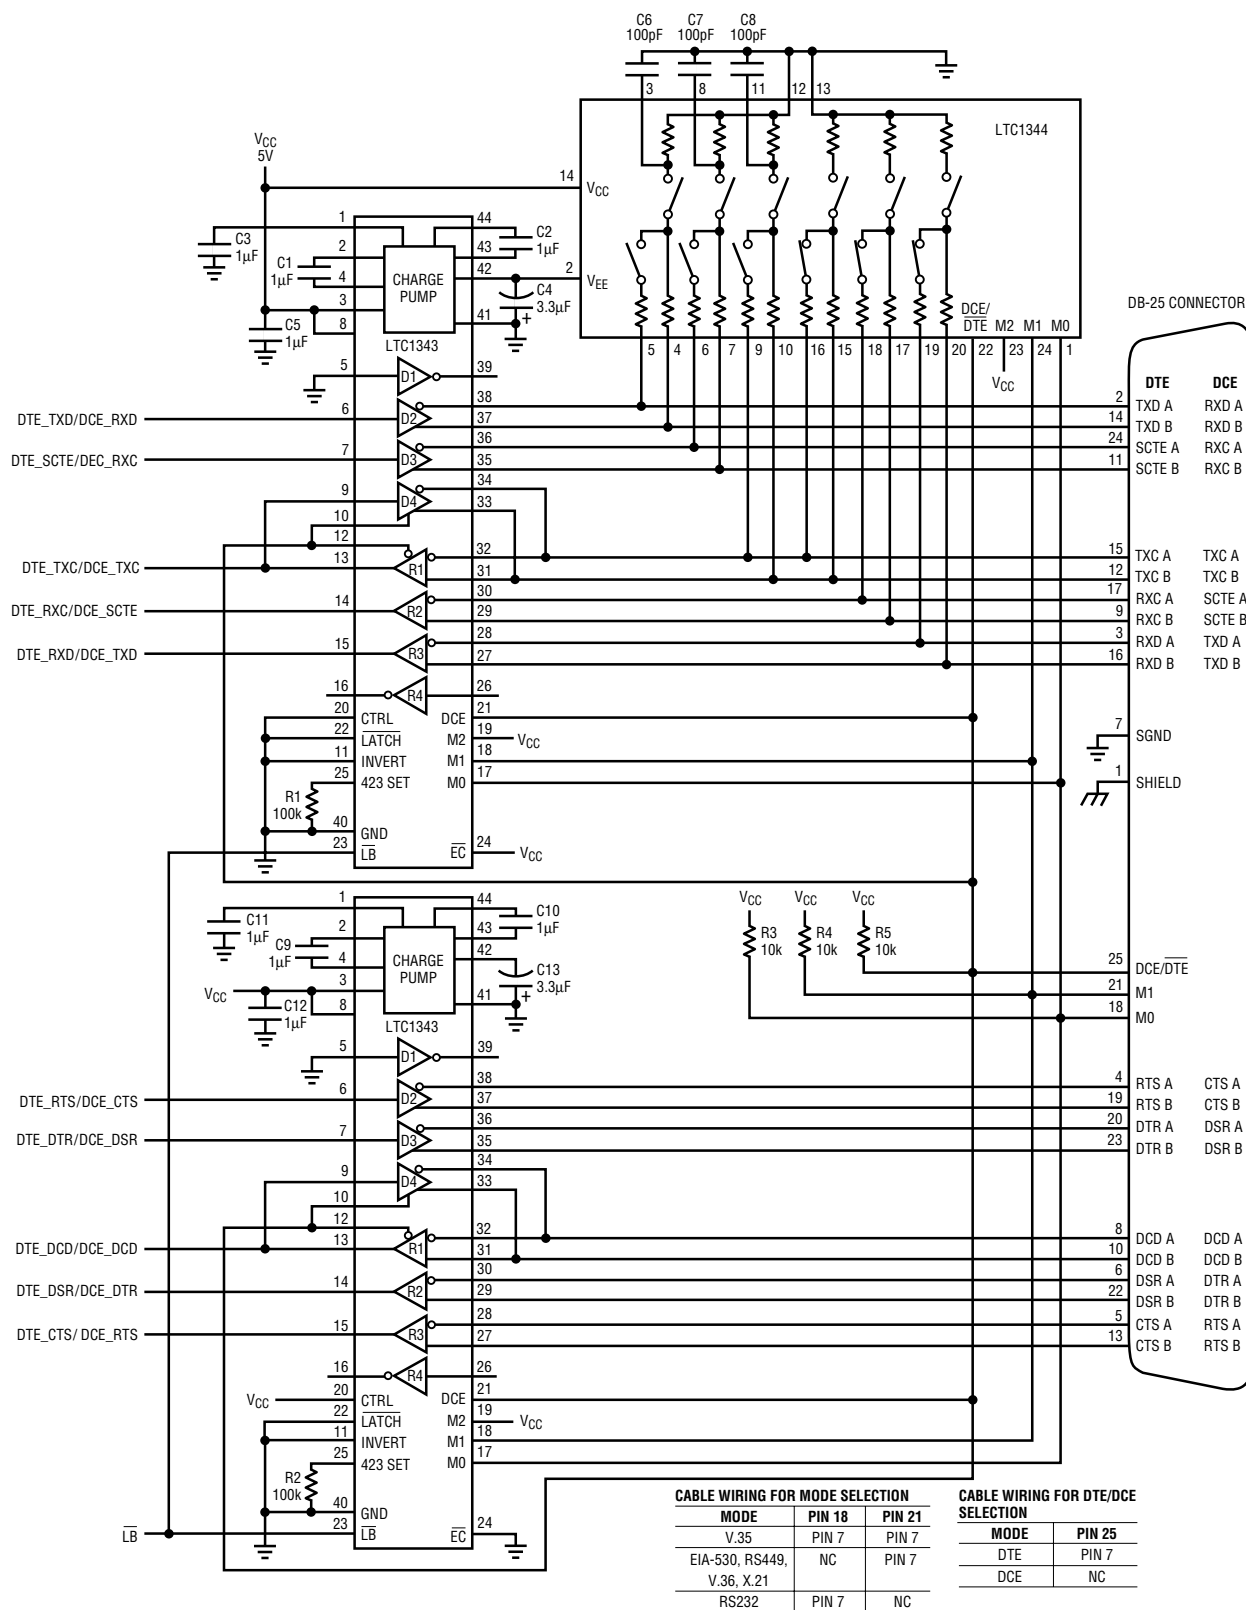 C6 C7 C8
100pF 100pF 100pF
3 8 11 12 13
LTC1344
VCC
5V
14 VCC
1 44
C3
1µF
2 43
C2
1µF
C1
1µF
4 42
CHARGE
PUMP
2 VEE
C4
3.3µF
+
3
8 41
C5
1µF
LTC1343
DCE/
DTE M2 M1 M0
5 4 6 7 9 10 16 15 18 17 19 20 22 23 24 1
VCC
DB-25 CONNECTOR
DTE DCE
5 D1 39
DTE_TXD/DCE_RXD 6 D2 38 2 TXD A RXD A
37 14 TXD B RXD B
DTE_SCTE/DEC_RXC 7 D3 36 24 SCTE A RXC A
35 11 SCTE B RXC B
9 D4 34
10 33
12
DTE_TXC/DCE_TXC 13 R1 32 15 TXC A TXC A
31 12 TXC B TXC B
DTE_RXC/DCE_SCTE 14 R2 30 17 RXC A SCTE A
29 9 RXC B SCTE B
DTE_RXD/DCE_TXD 15 R3 28 3 RXD A TXD A
27 16 RXD B TXD B
16 R4 26
20 CTRL DCE 21
22 LATCH M2 19 VCC
11 INVERT M1 18
25 423 SET M0 17
7 SGND
1 SHIELD
R1
100k
40 GND
23 LB EC 24 VCC
1 44
C11
1µF
2 43
C10
1µF
C9
1µF
4 42
CHARGE
PUMP
C13
3.3µF
+
VCC 3
8 41
C12
1µF
LTC1343
VCC VCC VCC
R3
10k
R4
10k
R5
10k
25 DCE/DTE
21 M1
18 M0
5 D1 39
DTE_RTS/DCE_CTS 6 D2 38 4 RTS A CTS A
37 19 RTS B CTS B
DTE_DTR/DCE_DSR 7 D3 36 20 DTR A DSR A
35 23 DTR B DSR B
9 D4 34
10 33
12
DTE_DCD/DCE_DCD 13 R1 32 8 DCD A DCD A
31 10 DCD B DCD B
DTE_DSR/DCE_DTR 14 R2 30 6 DSR A DTR A
29 22 DSR B DTR B
DTE_CTS/ DCE_RTS 15 R3 28 5 CTS A RTS A
27 13 CTS B RTS B
16 R4 26
VCC 20 CTRL DCE 21
22 LATCH M2 19 VCC
11 INVERT M1 18
25 423 SET M0 17
R2
100k
40 GND
LB 23 LB EC 24
CABLE WIRING FOR MODE SELECTION
MODE PIN 18 PIN 21
V.35 PIN 7 PIN 7
EIA-530, RS449, NC PIN 7
V.36, X.21
RS232 PIN 7 NC
CABLE WIRING FOR DTE/DCE
SELECTION
MODE PIN 25
DTE PIN 7
DCE NC